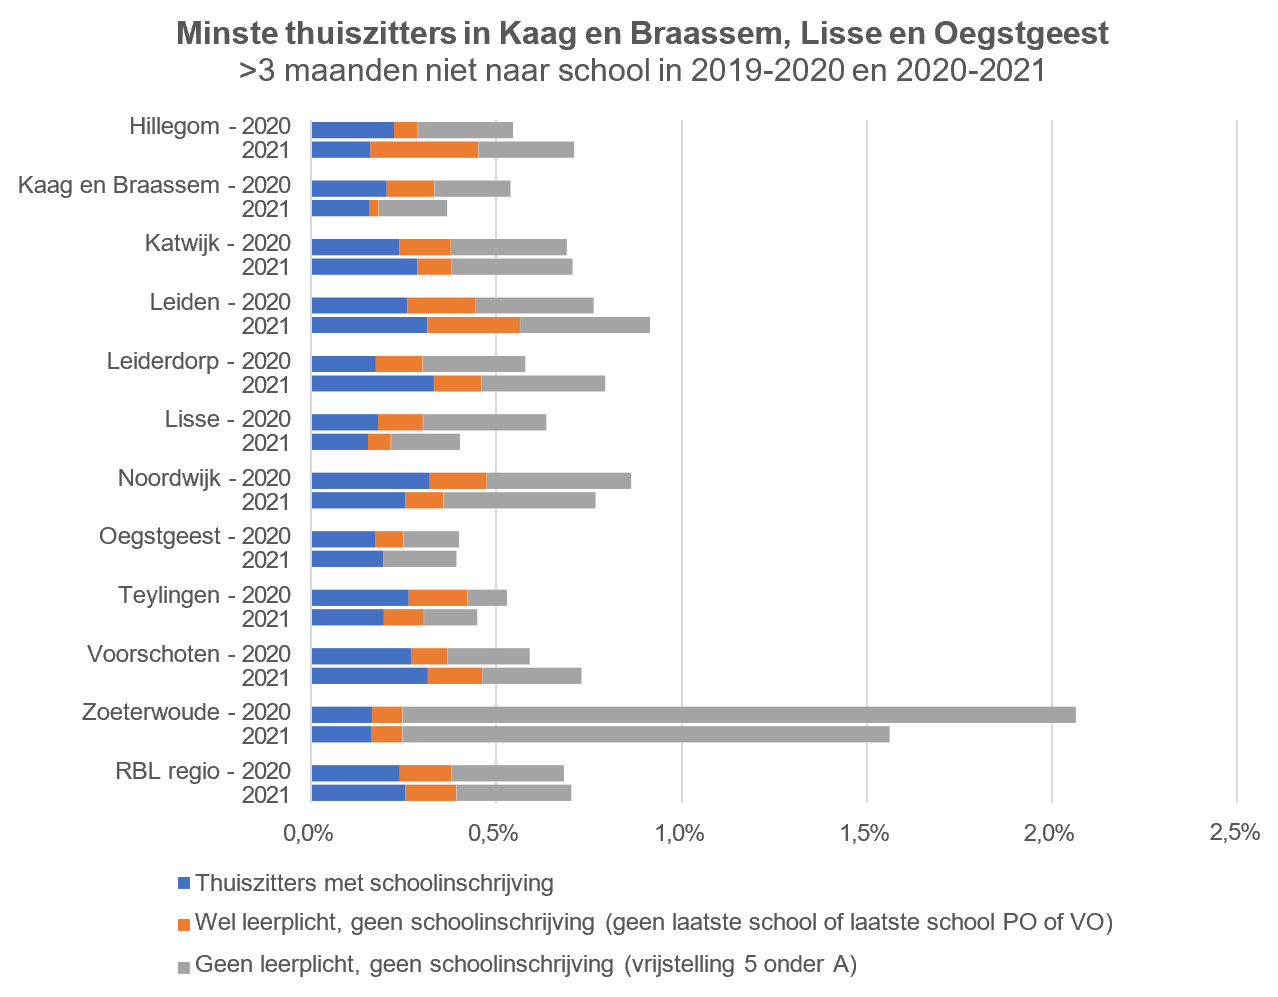 Minste thuiszitters in Kaag en Braassem, Lisse en Oegstgeest
>3 maanden niet naar school in 2019-2020 en 2020-2021
Hillegom - 2020
2021
Kaag en Braassem - 2020
2021
Katwijk - 2020
2021
Leiden - 2020
2021
Leiderdorp - 2020
2021
Lisse - 2020
2021
Noordwijk - 2020
2021
Oegstgeest - 2020
2021
Teylingen - 2020
2021
Voorschoten - 2020
2021
Zoeterwoude - 2020
2021
RBL regio - 2020
2021
0,0% 0,5% 1,0% 1,5% 2,0% 2,5%
Thuiszitters met schoolinschrijving
Wel leerplicht, geen schoolinschrijving (geen laatste school of laatste school PO of VO)
Geen leerplicht, geen schoolinschrijving (vrijstelling 5 onder A)